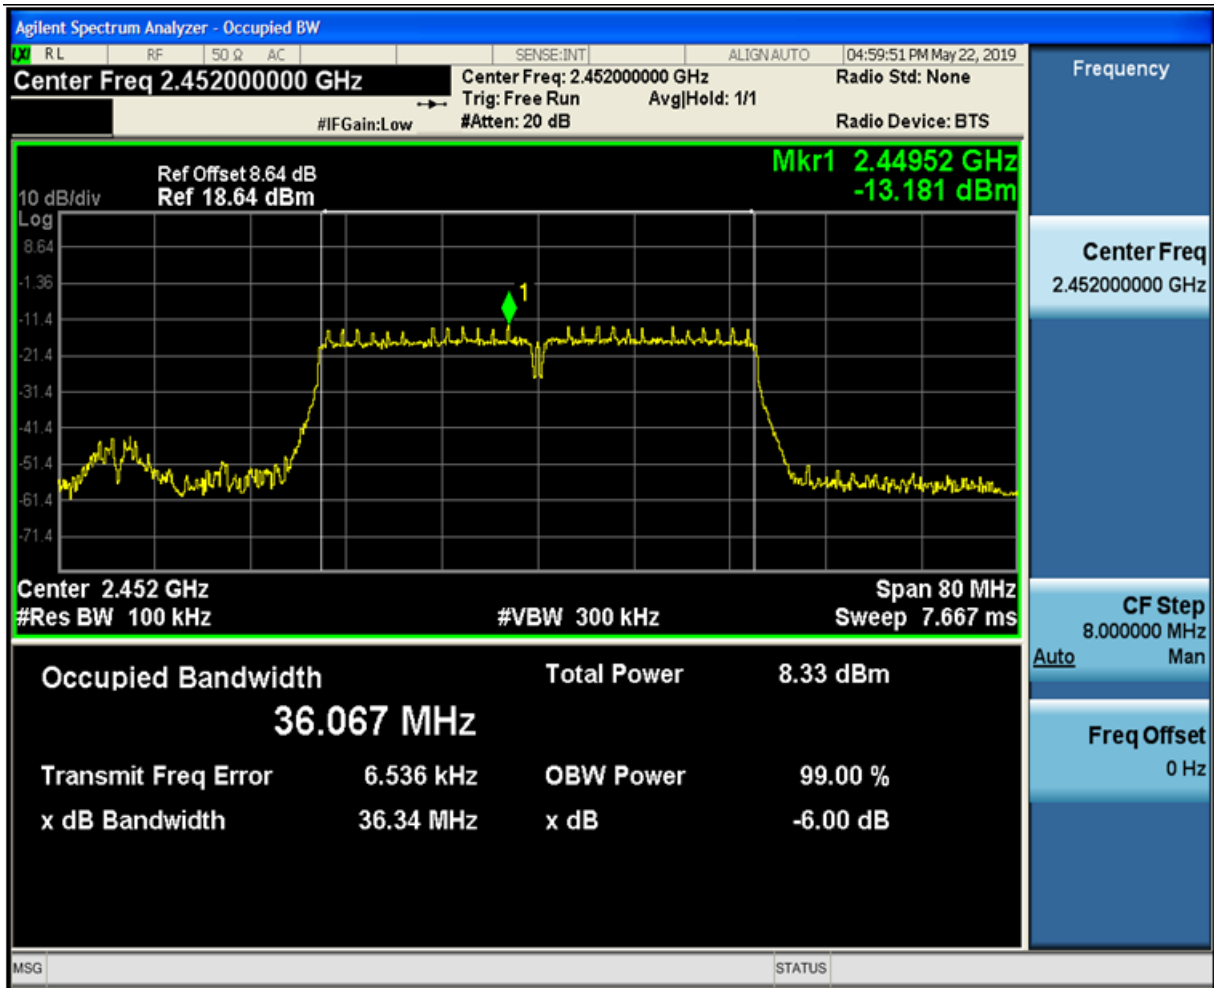 Agilent Spectrum Analyzer - Occupied BW
LXI RL RF 50 Ω AC SENSE:INT ALIGN AUTO 04:59:51 PM May 22, 2019
Center Freq 2.452000000 GHz
Center Freq: 2.452000000 GHz Radio Std: None
Trig: Free Run Avg|Hold: 1/1
#IFGain:Low #Atten: 20 dB Radio Device: BTS
Mkr1 2.44952 GHz
-13.181 dBm
Ref Offset 8.64 dB
10 dB/div Ref 18.64 dBm
Log
8.64
-1.36
-11.4
-21.4
-31.4
-41.4
-51.4
-61.4
-71.4
1
Center 2.452 GHz Span 80 MHz
#Res BW 100 kHz #VBW 300 kHz Sweep 7.667 ms
Occupied Bandwidth Total Power 8.33 dBm
36.067 MHz
Transmit Freq Error 6.536 kHz OBW Power 99.00 %
x dB Bandwidth 36.34 MHz x dB -6.00 dB
Frequency
Center Freq
2.452000000 GHz
CF Step
8.000000 MHz
Auto Man
Freq Offset
0 Hz
MSG STATUS